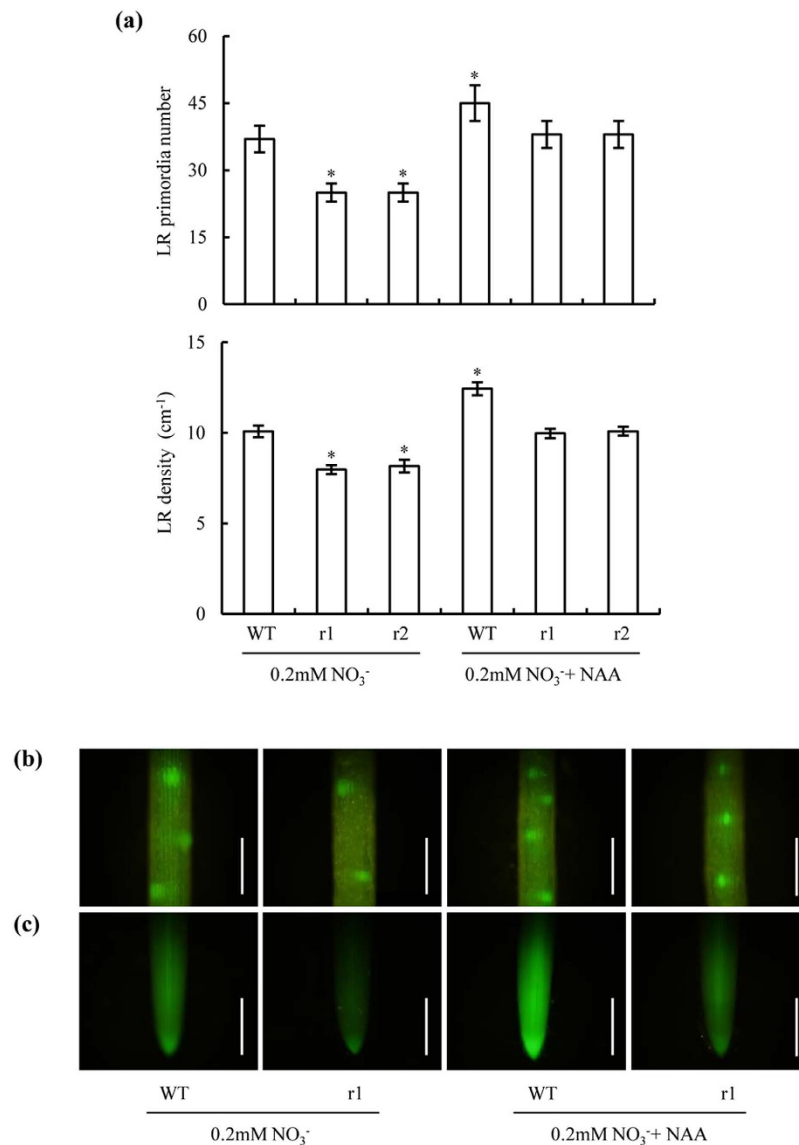 (a)
60
45
30
15
0
LR primordia number
*
*
*
15
10
5
0
LR density ((cm⁻¹)
*
*
*
WT r1 r2 WT r1 r2
0.2mM NO₃⁻ 0.2mM NO₃⁻+ NAA
(b)
(c)
WT r1 WT r1
0.2mM NO₃⁻ 0.2mM NO₃⁻+ NAA